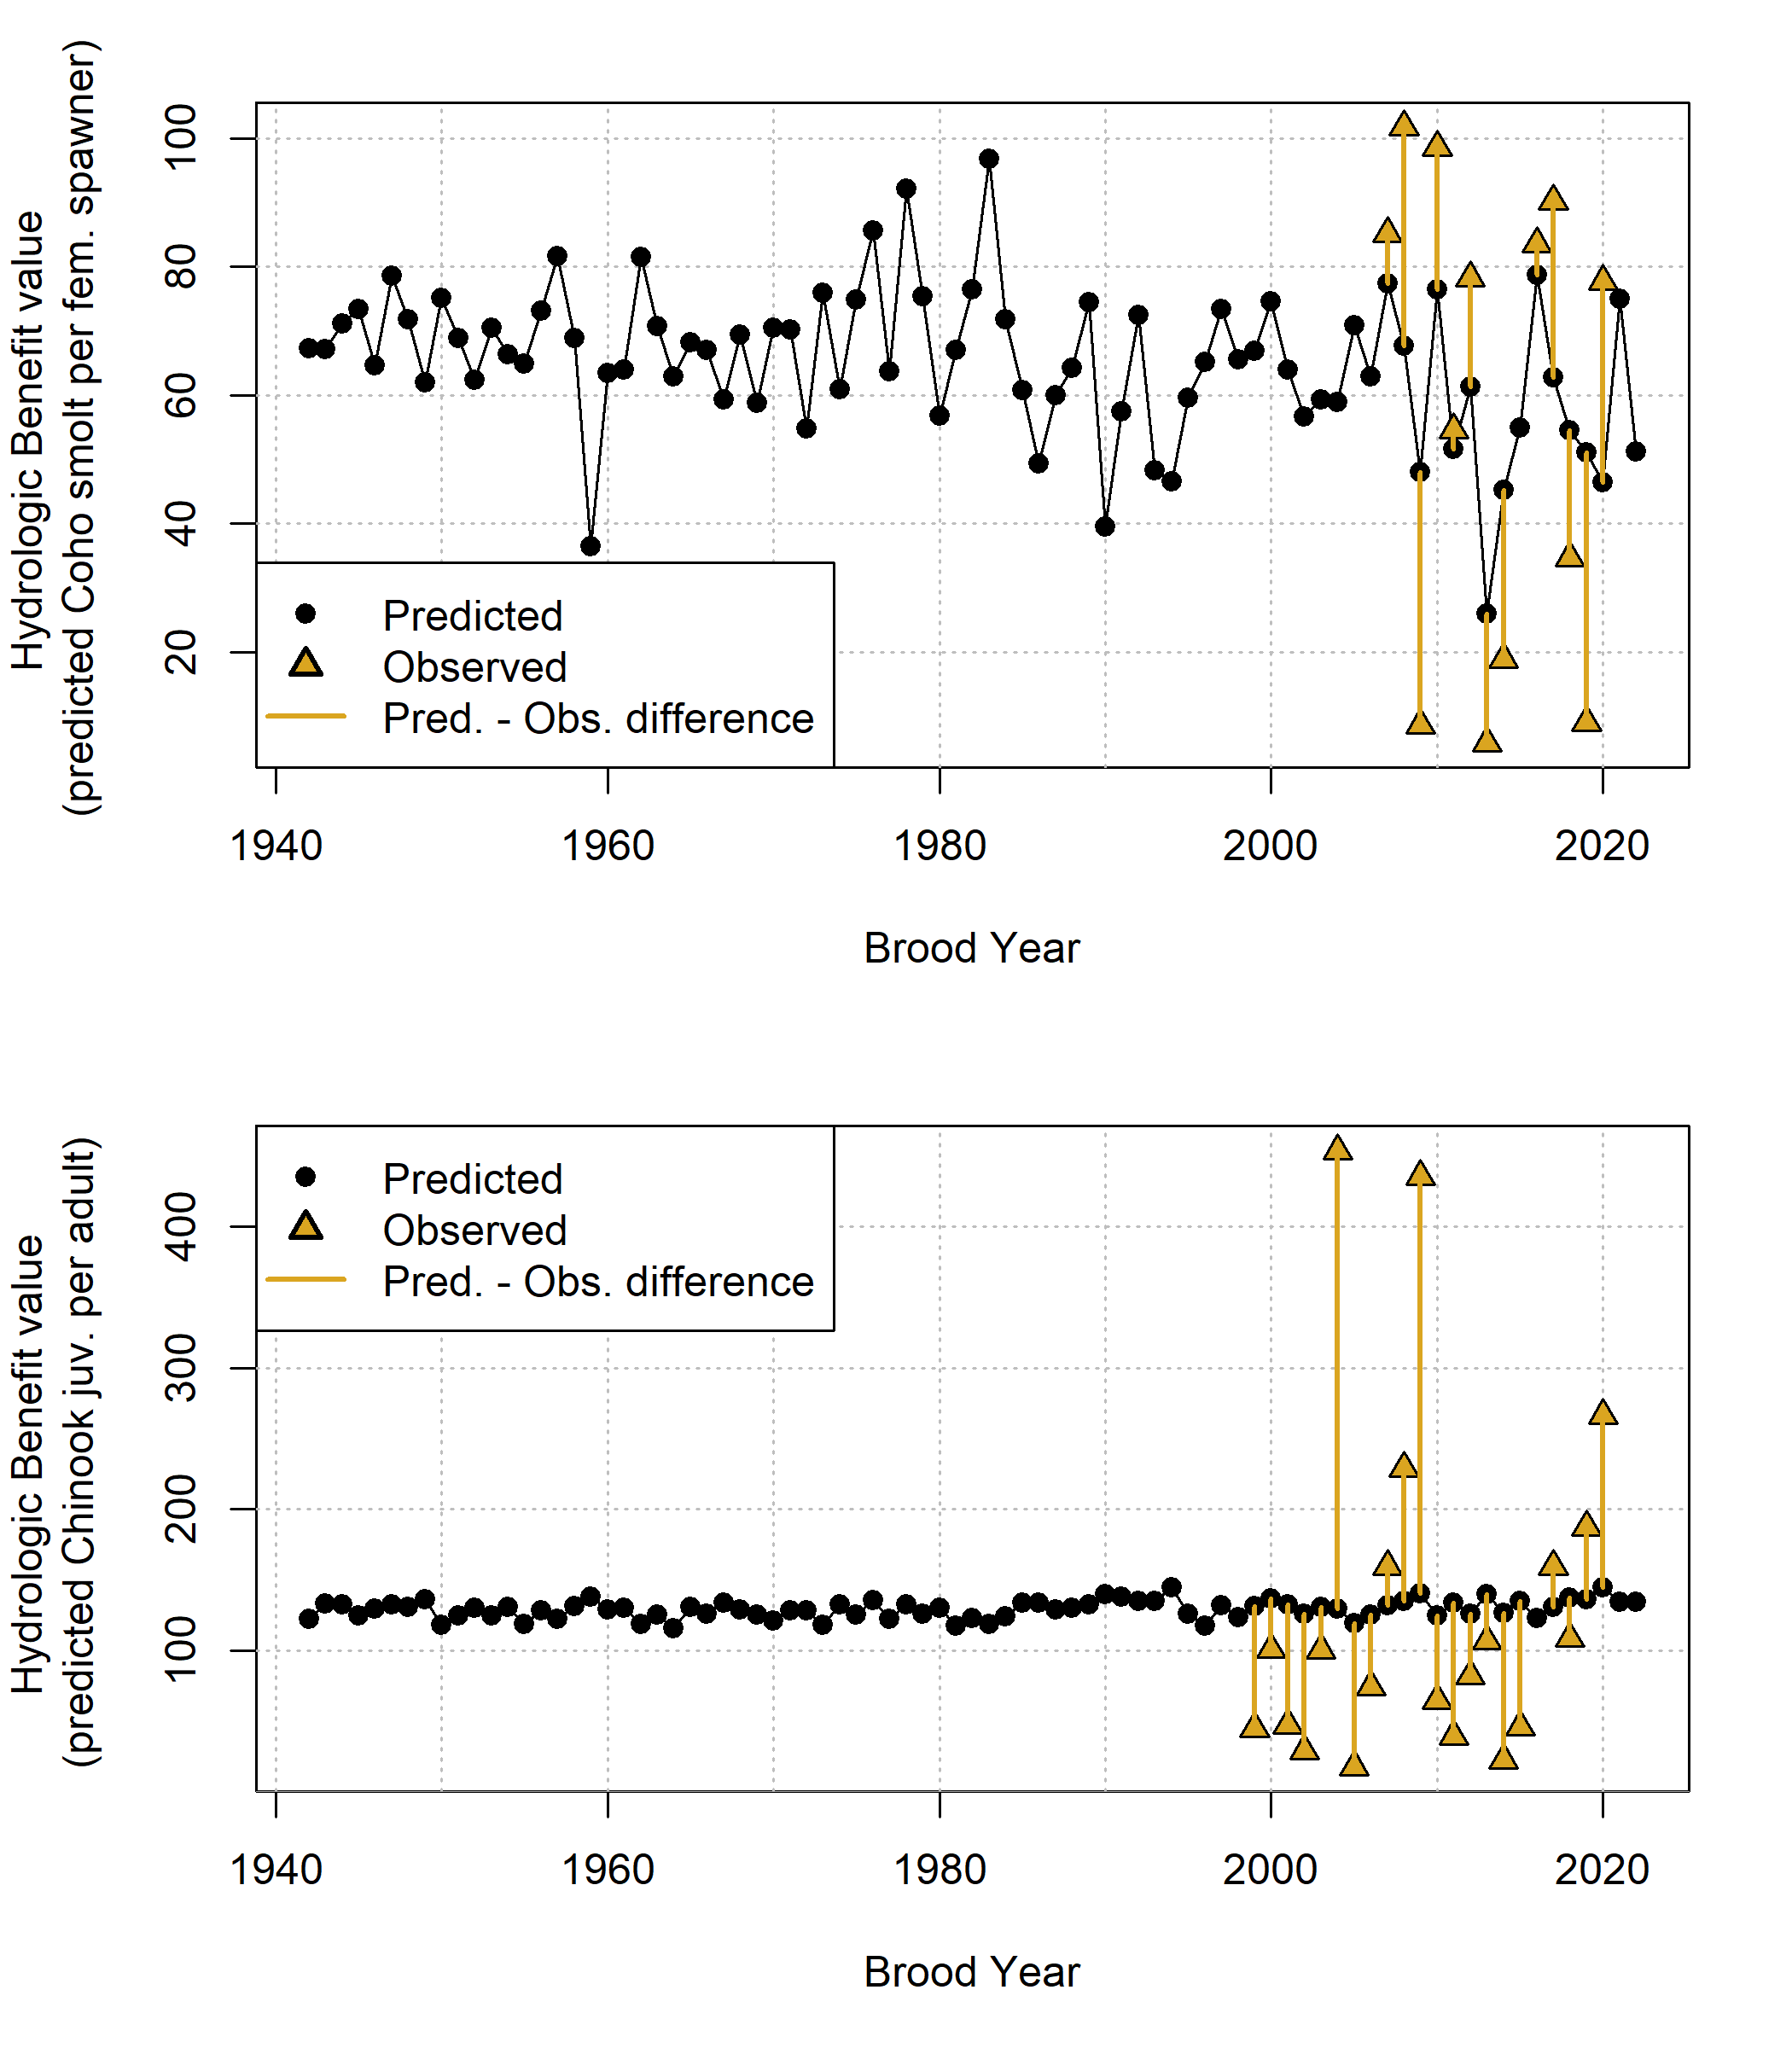 Hydrologic Benefit value
(predicted Coho smolt per fem. spawner)
100
80
60
40
20
Predicted
Observed
Pred. - Obs. difference
1940 1960 1980 2000 2020
Brood Year
Hydrologic Benefit value
(predicted Chinook juv. per adult)
400
300
200
100
Predicted
Observed
Pred. - Obs. difference
1940 1960 1980 2000 2020
Brood Year